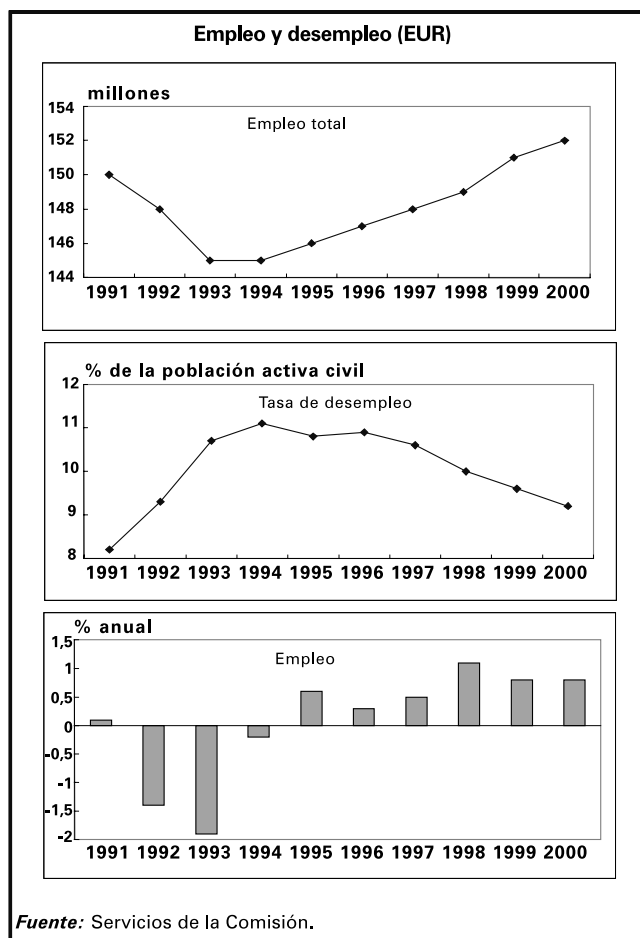 Empleo y desempleo (EUR)
millones
154
Empleo total
152
150
148
146
144
1991 1992 1993 1994 1995 1996 1997 1998 1999 2000
% de la población activa civil
12
Tasa de desempleo
11
10
9
8
1991 1992 1993 1994 1995 1996 1997 1998 1999 2000
% anual
1,5
Empleo
1
0,5
0
-0,5
-1
-1,5
-2
1991 1992 1993 1994 1995 1996 1997 1998 1999 2000
Fuente: Servicios de la Comisión.